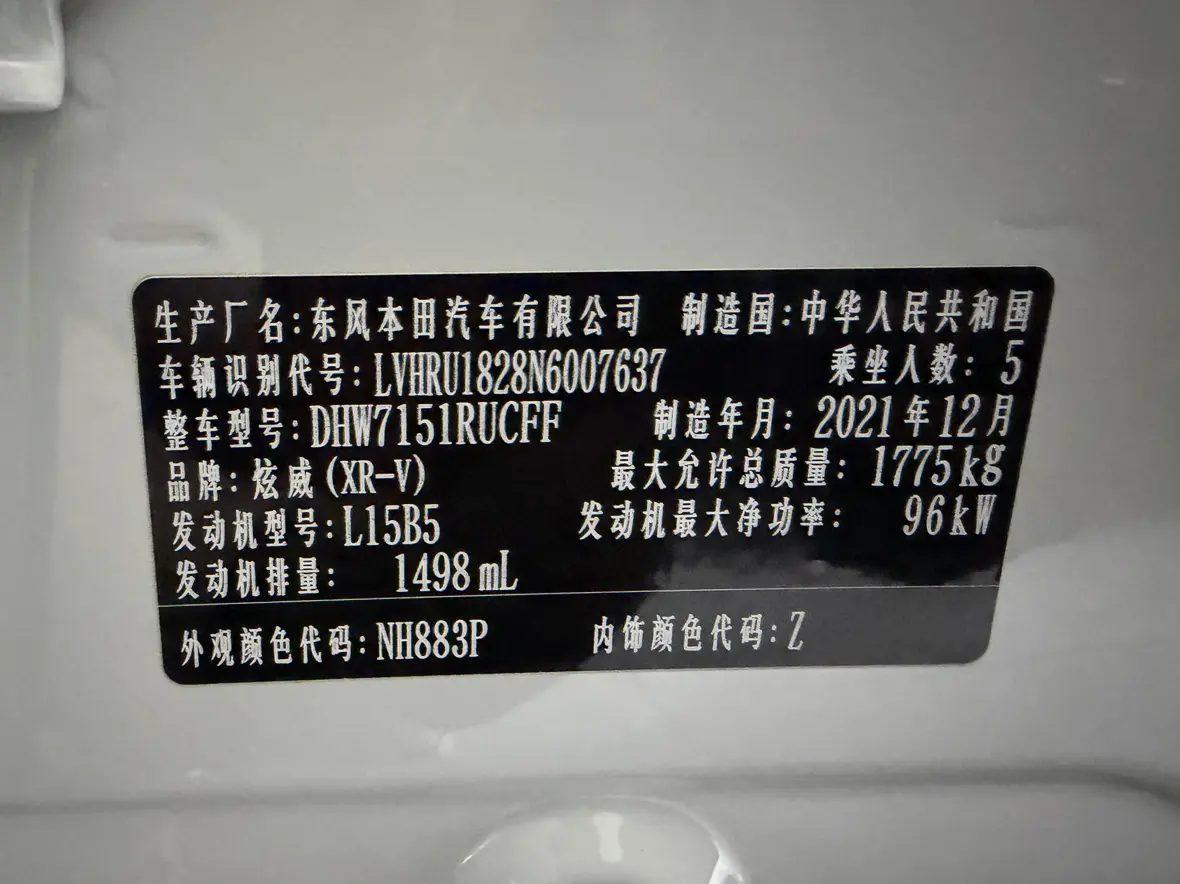 生产厂名:东风本田汽车有限公司 制造国:中华人民共和国
车辆识别代号:LVHRU1828N6007637 乘坐人数:5
整车型号:DHW7151RUCFF 制造年月:2021年12月
品牌:炫威(XR-V) 最大允许总质量:1775kg
发动机型号:L15B5 发动机最大净功率:96kW
发动机排量:1498mL
外观颜色代码:NH883P 内饰颜色代码:Z